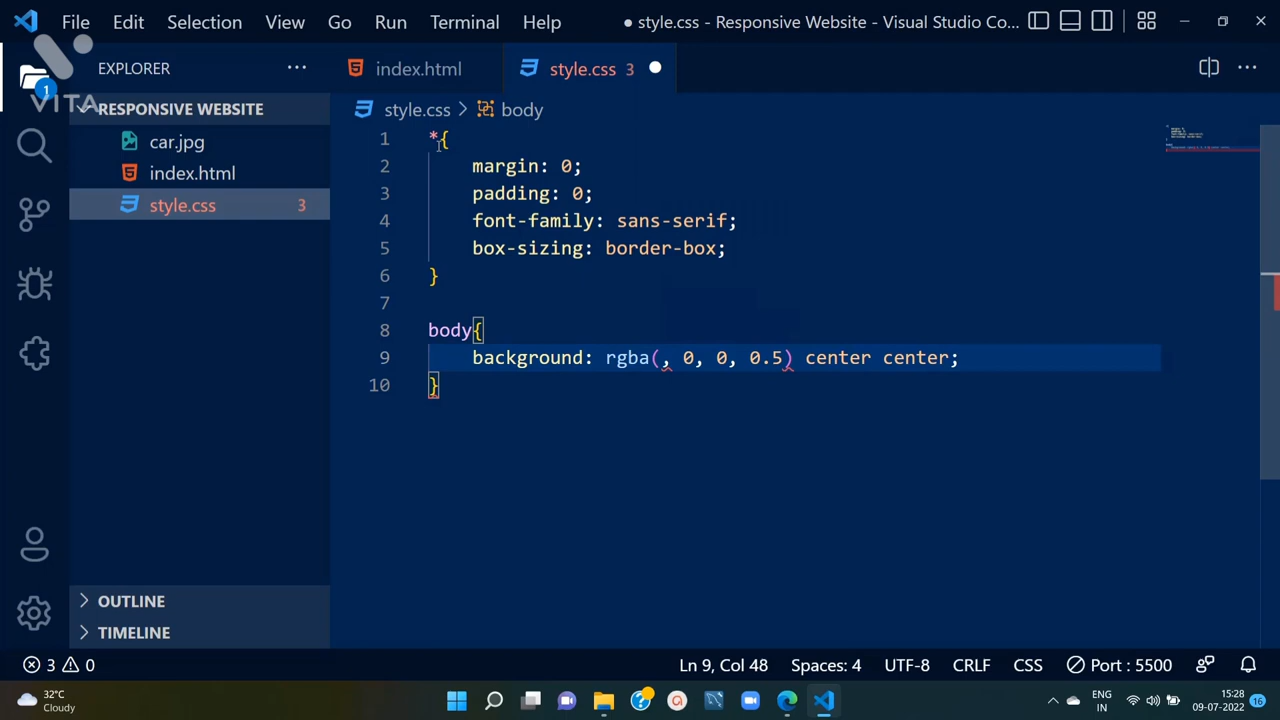 File Edit Selection View Go Run Terminal Help ● style.css - Responsive Website - Visual Studio Co...
VITA
EXPLORER ...
index.html
style.css 3
RESPONSIVE WEBSITE
style.css > body
car.jpg
index.html
style.css 3
1
1 *{
2 margin: 0;
3 padding: 0;
4 font-family: sans-serif;
5 box-sizing: border-box;
6 }
7
8 body{
9 background: rgba(, 0, 0, 0.5) center center;
10 }
OUTLINE
TIMELINE
3 0 Ln 9, Col 48 Spaces: 4 UTF-8 CRLF CSS Port : 5500
32°C
Cloudy
ENG
IN
15:28
09-07-2022
16